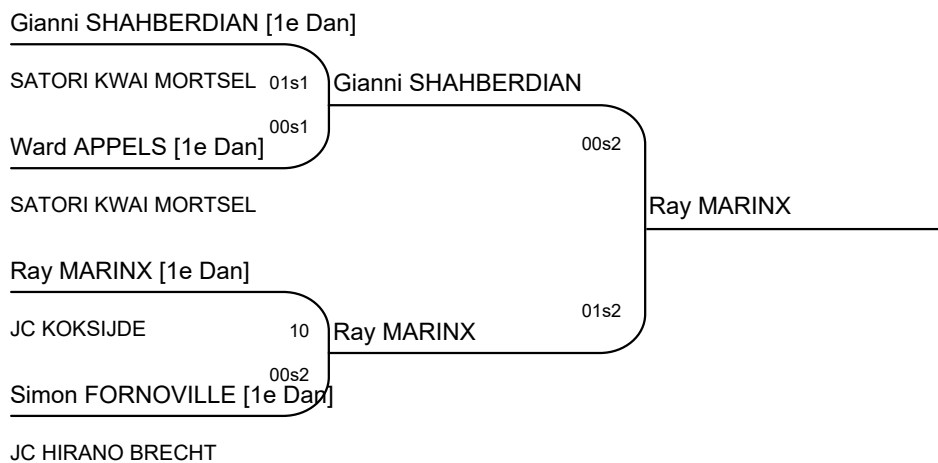 Gianni SHAHBERDIAN [1e Dan]
SATORI KWAI MORTSEL 01s1 Gianni SHAHBERDIAN
00s1
Ward APPELS [1e Dan] 00s2
SATORI KWAI MORTSEL Ray MARINX
Ray MARINX [1e Dan]
01s2
JC KOKSIJDE 10 Ray MARINX
00s2
Simon FORNOVILLE [1e Dan]
JC HIRANO BRECHT